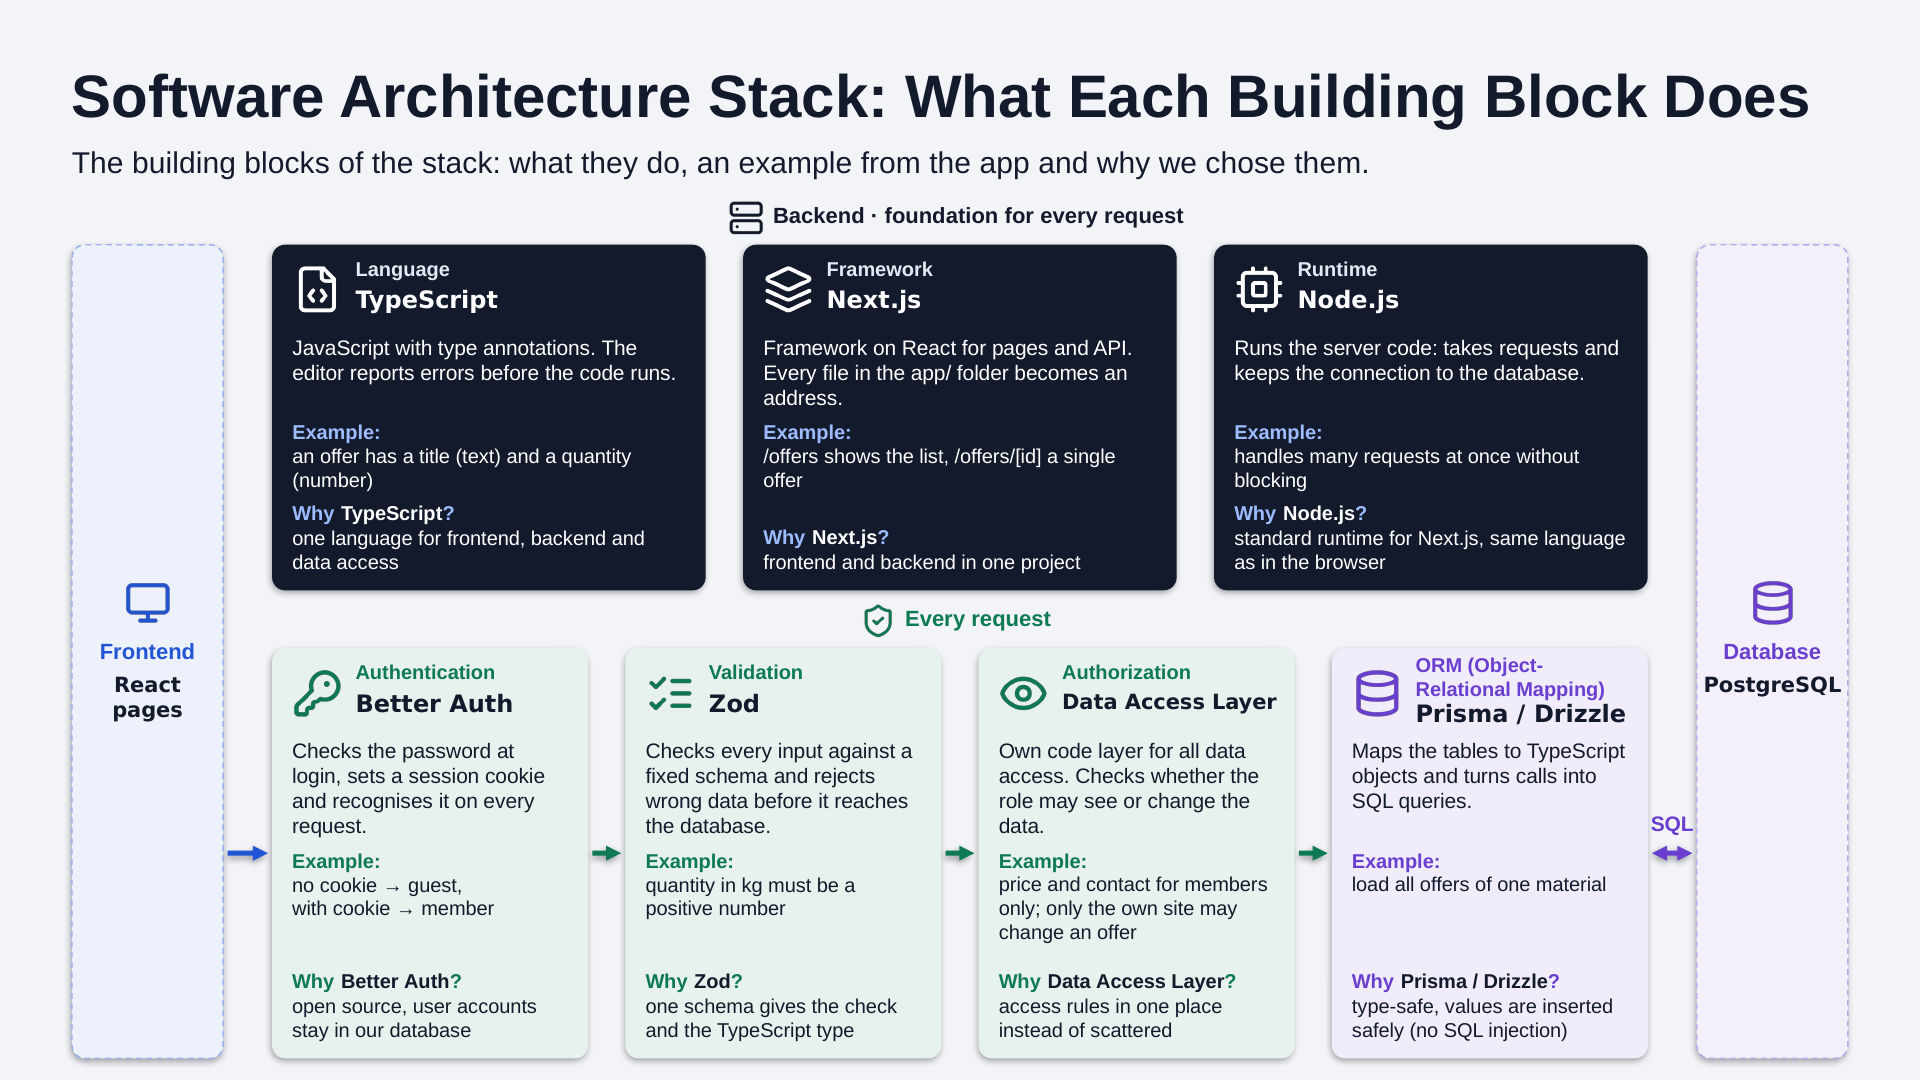 Software Architecture Stack: What Each Building Block Does
The building blocks of the stack: what they do, an example from the app and why we chose them.
Backend · foundation for every request
Frontend
React
pages
Language
TypeScript
JavaScript with type annotations. The
editor reports errors before the code runs.
Example:
an offer has a title (text) and a quantity
(number)
Why TypeScript?
one language for frontend, backend and
data access
Framework
Next.js
Framework on React for pages and API.
Every file in the app/ folder becomes an
address.
Example:
/offers shows the list, /offers/[id] a single
offer
Why Next.js?
frontend and backend in one project
Runtime
Node.js
Runs the server code: takes requests and
keeps the connection to the database.
Example:
handles many requests at once without
blocking
Why Node.js?
standard runtime for Next.js, same language
as in the browser
Every request
Authentication
Better Auth
Checks the password at
login, sets a session cookie
and recognises it on every
request.
Example:
no cookie → guest,
with cookie → member
Why Better Auth?
open source, user accounts
stay in our database
Validation
Zod
Checks every input against a
fixed schema and rejects
wrong data before it reaches
the database.
Example:
quantity in kg must be a
positive number
Why Zod?
one schema gives the check
and the TypeScript type
Authorization
Data Access Layer
Own code layer for all data
access. Checks whether the
role may see or change the
data.
Example:
price and contact for members
only; only the own site may
change an offer
Why Data Access Layer?
access rules in one place
instead of scattered
ORM (Object-
Relational Mapping)
Prisma / Drizzle
Maps the tables to TypeScript
objects and turns calls into
SQL queries.
Example:
load all offers of one material
Why Prisma / Drizzle?
type-safe, values are inserted
safely (no SQL injection)
SQL
Database
PostgreSQL